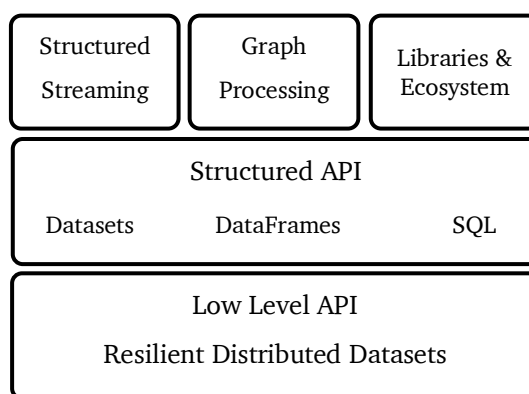 Structured
Streaming
Graph
Processing
Libraries &
Ecosystem
Structured API
Datasets DataFrames SQL
Low Level API
Resilient Distributed Datasets